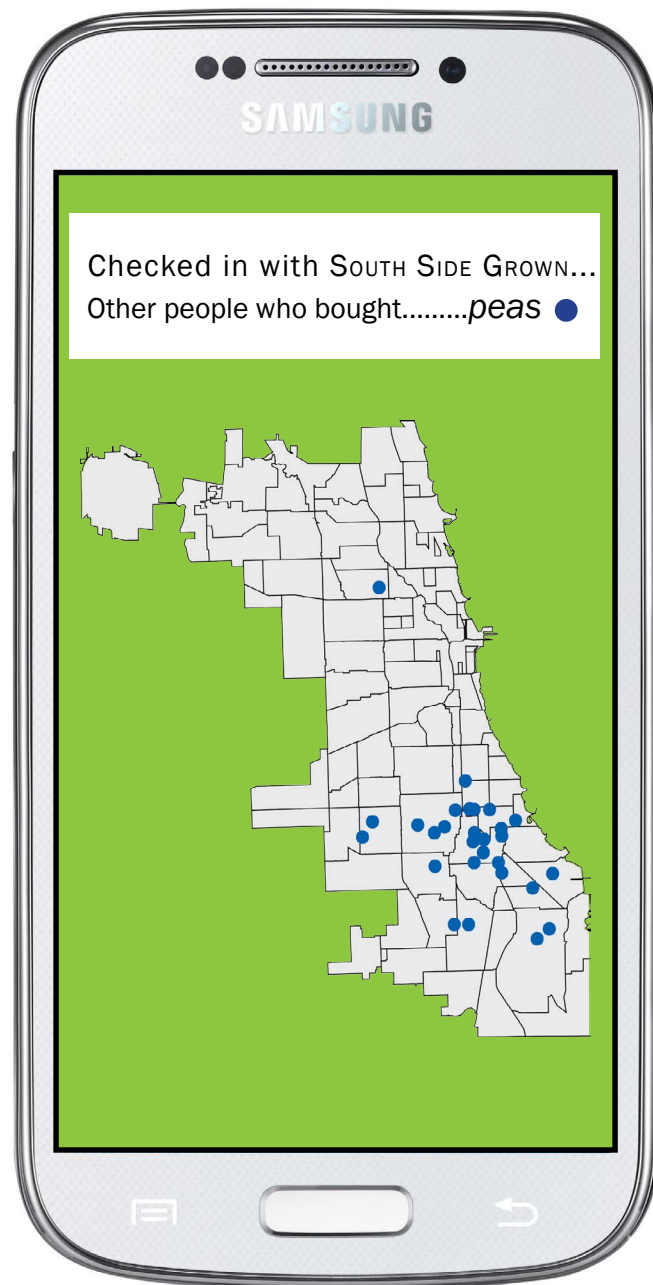 SAMSUNG
Checked in with SOUTH SIDE GROWN...
Other people who bought.........peas